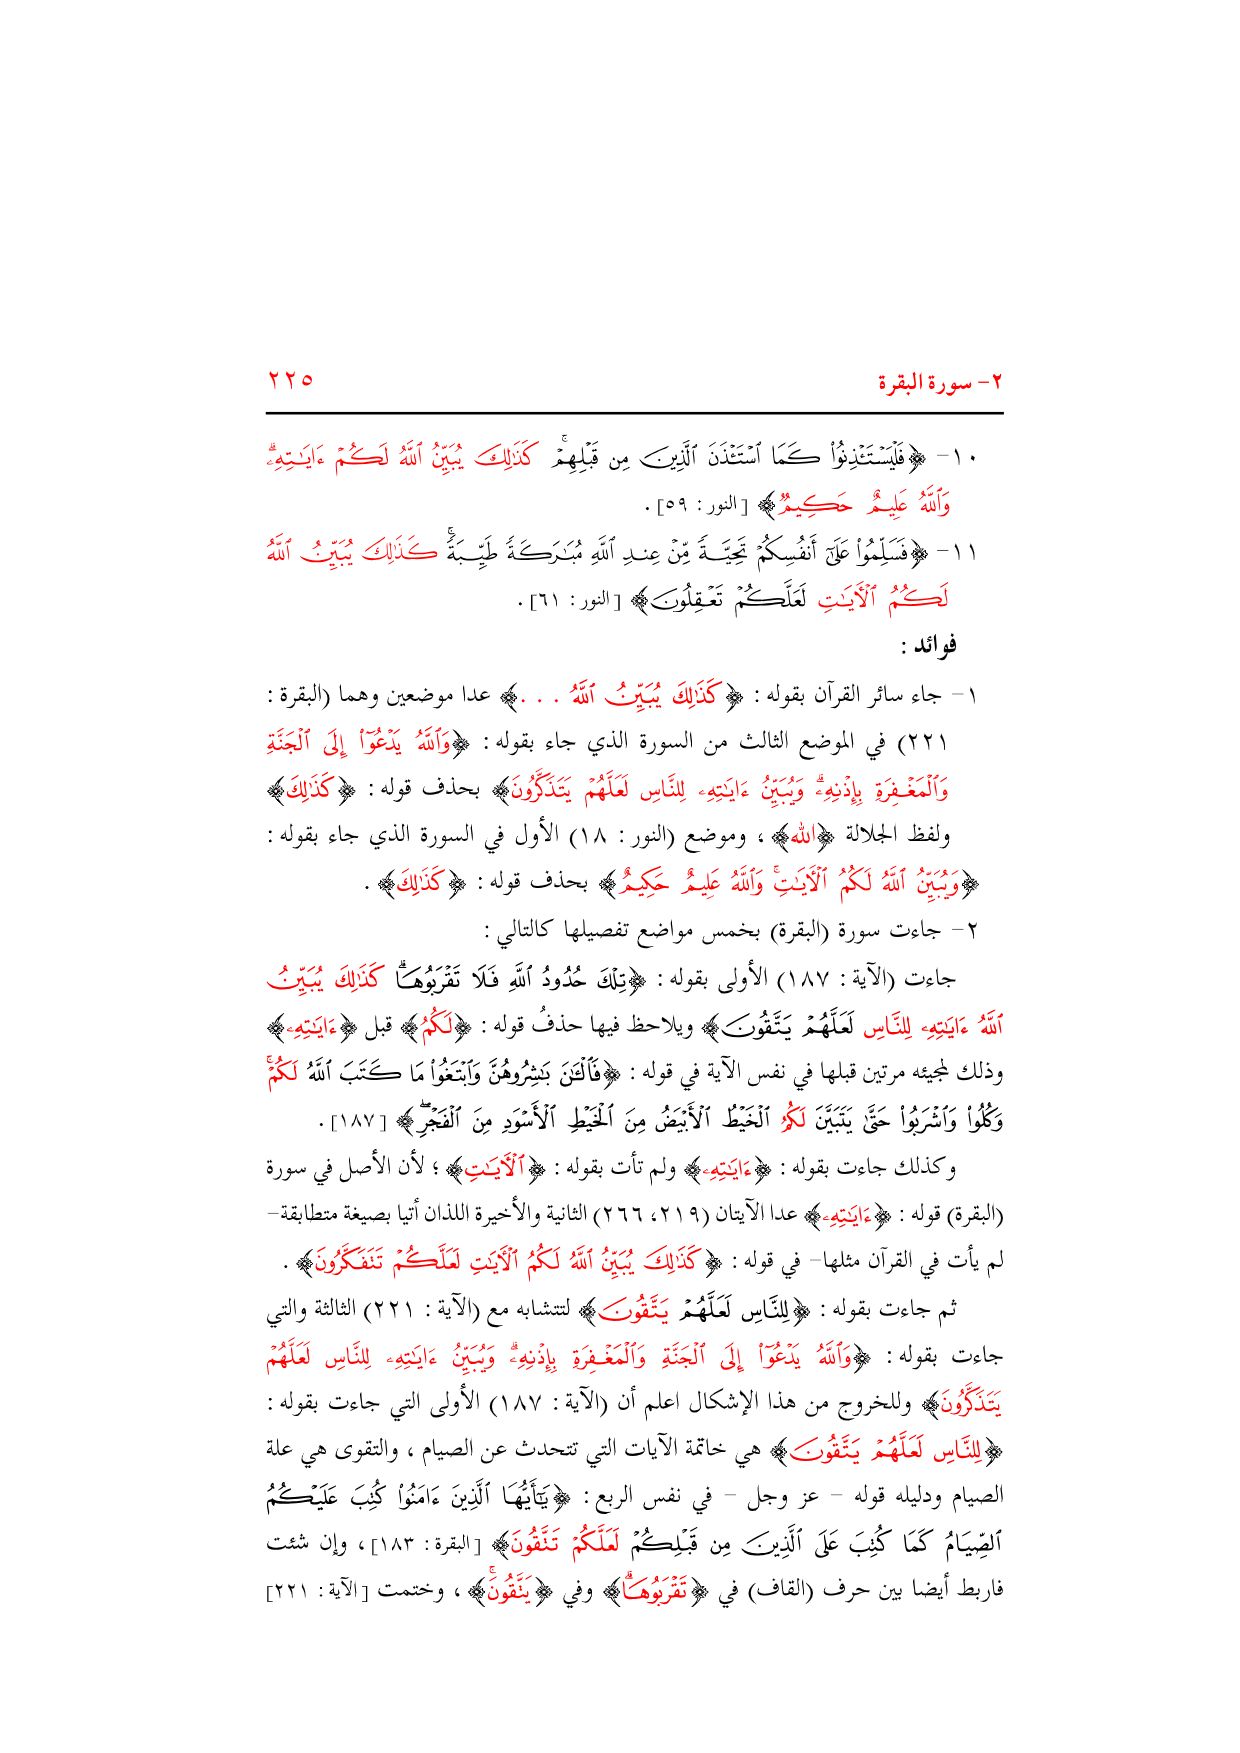 ٢- سورة البقرة ٢٢٥
١٠- ﴿فَلْيَسْتَـْٔذِنُوا۟ كَمَا ٱسْتَـْٔذَنَ ٱلَّذِينَ مِن قَبْلِهِمْ ۚ كَذَٰلِكَ يُبَيِّنُ ٱللَّهُ لَكُمْ ءَايَـٰتِهِۦ ۗ
وَٱللَّهُ عَلِيمٌ حَكِيمٌ﴾ [النور: ٥٩] .
١١- ﴿فَسَلِّمُوا۟ عَلَىٰٓ أَنفُسِكُمْ تَحِيَّةً مِّنْ عِندِ ٱللَّهِ مُبَـٰرَكَةً طَيِّبَةً ۚ كَذَٰلِكَ يُبَيِّنُ ٱللَّهُ
لَكُمُ ٱلْـَٔايَـٰتِ لَعَلَّكُمْ تَعْقِلُونَ﴾ [النور: ٦١] .
فوائد :
١- جاء سائر القرآن بقوله : ﴿كَذَٰلِكَ يُبَيِّنُ ٱللَّهُ . . .﴾ عدا موضعين وهما (البقرة :
٢٢١) في الموضع الثالث من السورة الذي جاء بقوله : ﴿وَٱللَّهُ يَدْعُوٓا۟ إِلَى ٱلْجَنَّةِ
وَٱلْمَغْفِرَةِ بِإِذْنِهِۦ ۖ وَيُبَيِّنُ ءَايَـٰتِهِۦ لِلنَّاسِ لَعَلَّهُمْ يَتَذَكَّرُونَ﴾ بحذف قوله : ﴿كَذَٰلِكَ﴾
ولفظ الجلالة ﴿الله﴾ ، وموضع (النور : ١٨) الأول في السورة الذي جاء بقوله :
﴿وَيُبَيِّنُ ٱللَّهُ لَكُمُ ٱلْـَٔايَـٰتِ ۚ وَٱللَّهُ عَلِيمٌ حَكِيمٌ﴾ بحذف قوله : ﴿كَذَٰلِكَ﴾ .
٢- جاءت سورة (البقرة) بخمس مواضع تفصيلها كالتالي :
جاءت (الآية : ١٨٧) الأولى بقوله : ﴿تِلْكَ حُدُودُ ٱللَّهِ فَلَا تَقْرَبُوهَا ۗ كَذَٰلِكَ يُبَيِّنُ
ٱللَّهُ ءَايَـٰتِهِۦ لِلنَّاسِ لَعَلَّهُمْ يَتَّقُونَ﴾ ويلاحظ فيها حذفُ قوله : ﴿لَكُمُ﴾ قبل ﴿ءَايَـٰتِهِۦ﴾
وذلك لمجيئه مرتين قبلها في نفس الآية في قوله : ﴿فَٱلْـَٔـٰنَ بَـٰشِرُوهُنَّ وَٱبْتَغُوا۟ مَا كَتَبَ ٱللَّهُ لَكُمْ ۚ
وَكُلُوا۟ وَٱشْرَبُوا۟ حَتَّىٰ يَتَبَيَّنَ لَكُمُ ٱلْخَيْطُ ٱلْأَبْيَضُ مِنَ ٱلْخَيْطِ ٱلْأَسْوَدِ مِنَ ٱلْفَجْرِ ۖ﴾ [١٨٧] .
وكذلك جاءت بقوله : ﴿ءَايَـٰتِهِۦ﴾ ولم تأت بقوله : ﴿ٱلْـَٔايَـٰتِ﴾ ؛ لأن الأصل في سورة
(البقرة) قوله : ﴿ءَايَـٰتِهِۦ﴾ عدا الآيتان (٢١٩، ٢٦٦) الثانية والأخيرة اللذان أتيا بصيغة متطابقة-
لم يأت في القرآن مثلها- في قوله : ﴿كَذَٰلِكَ يُبَيِّنُ ٱللَّهُ لَكُمُ ٱلْـَٔايَـٰتِ لَعَلَّكُمْ تَتَفَكَّرُونَ﴾ .
ثم جاءت بقوله : ﴿لِلنَّاسِ لَعَلَّهُمْ يَتَّقُونَ﴾ لتتشابه مع (الآية : ٢٢١) الثالثة والتي
جاءت بقوله : ﴿وَٱللَّهُ يَدْعُوٓا۟ إِلَى ٱلْجَنَّةِ وَٱلْمَغْفِرَةِ بِإِذْنِهِۦ ۖ وَيُبَيِّنُ ءَايَـٰتِهِۦ لِلنَّاسِ لَعَلَّهُمْ
يَتَذَكَّرُونَ﴾ وللخروج من هذا الإشكال اعلم أن (الآية : ١٨٧) الأولى التي جاءت بقوله :
﴿لِلنَّاسِ لَعَلَّهُمْ يَتَّقُونَ﴾ هي خاتمة الآيات التي تتحدث عن الصيام ، والتقوى هي علة
الصيام ودليله قوله - عز وجل - في نفس الربع : ﴿يَـٰٓأَيُّهَا ٱلَّذِينَ ءَامَنُوا۟ كُتِبَ عَلَيْكُمُ
ٱلصِّيَامُ كَمَا كُتِبَ عَلَى ٱلَّذِينَ مِن قَبْلِكُمْ لَعَلَّكُمْ تَتَّقُونَ﴾ [البقرة : ١٨٣] ، وإن شئت
فاربط أيضا بين حرف (القاف) في ﴿تَقْرَبُوهَا ۗ﴾ وفي ﴿يَتَّقُونَ ۚ﴾ ، وختمت [الآية : ٢٢١]